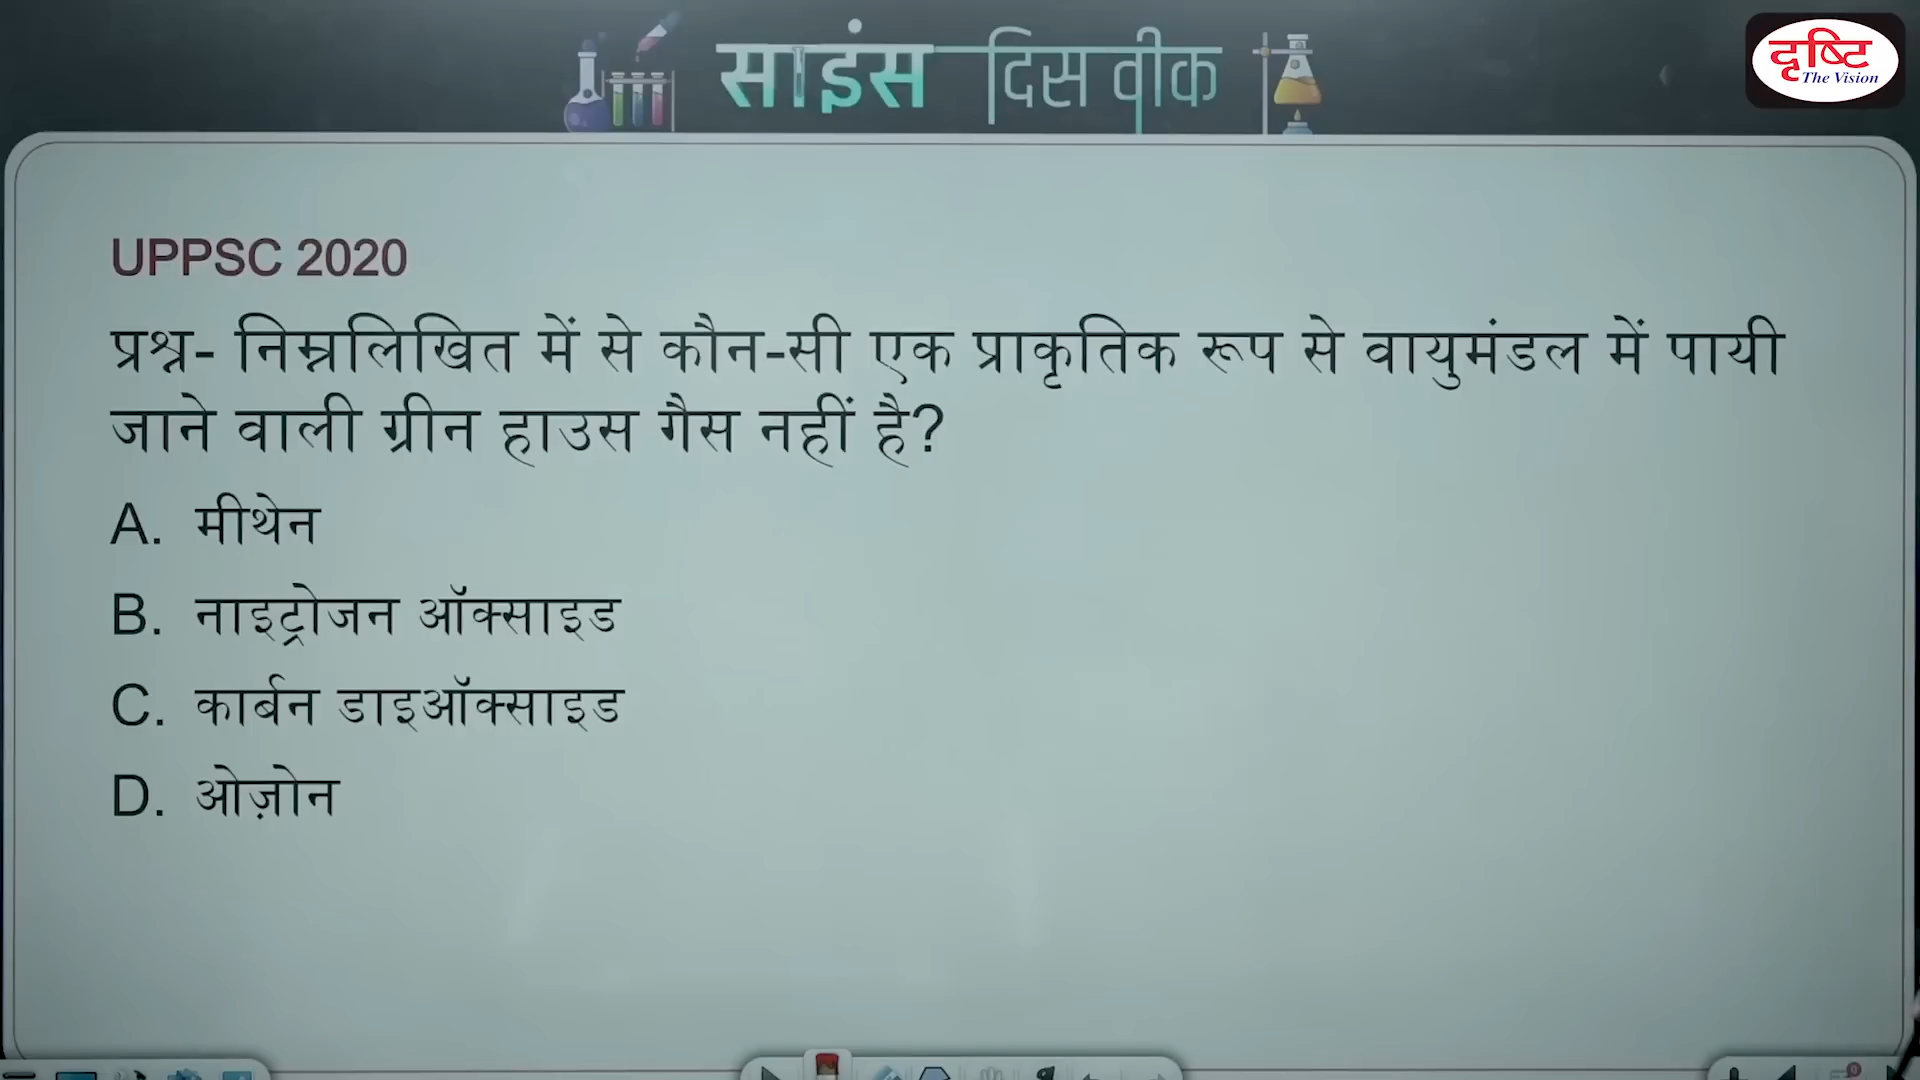 साइंस दिस वीक
दृष्टि
The Vision
UPPSC 2020
प्रश्न- निम्नलिखित में से कौन-सी एक प्राकृतिक रूप से वायुमंडल में पायी
जाने वाली ग्रीन हाउस गैस नहीं है?
A. मीथेन
B. नाइट्रोजन ऑक्साइड
C. कार्बन डाइऑक्साइड
D. ओज़ोन